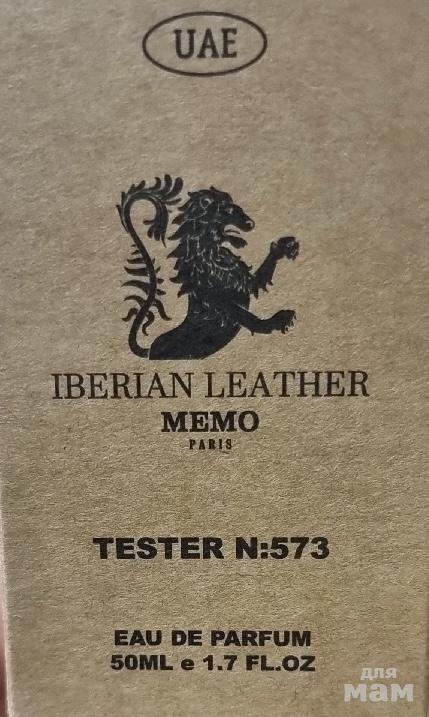 UAE
IBERIAN LEATHER
MEMO
PARIS
TESTER N:573
EAU DE PARFUM
50ML e 1.7 FL.OZ
для
мам